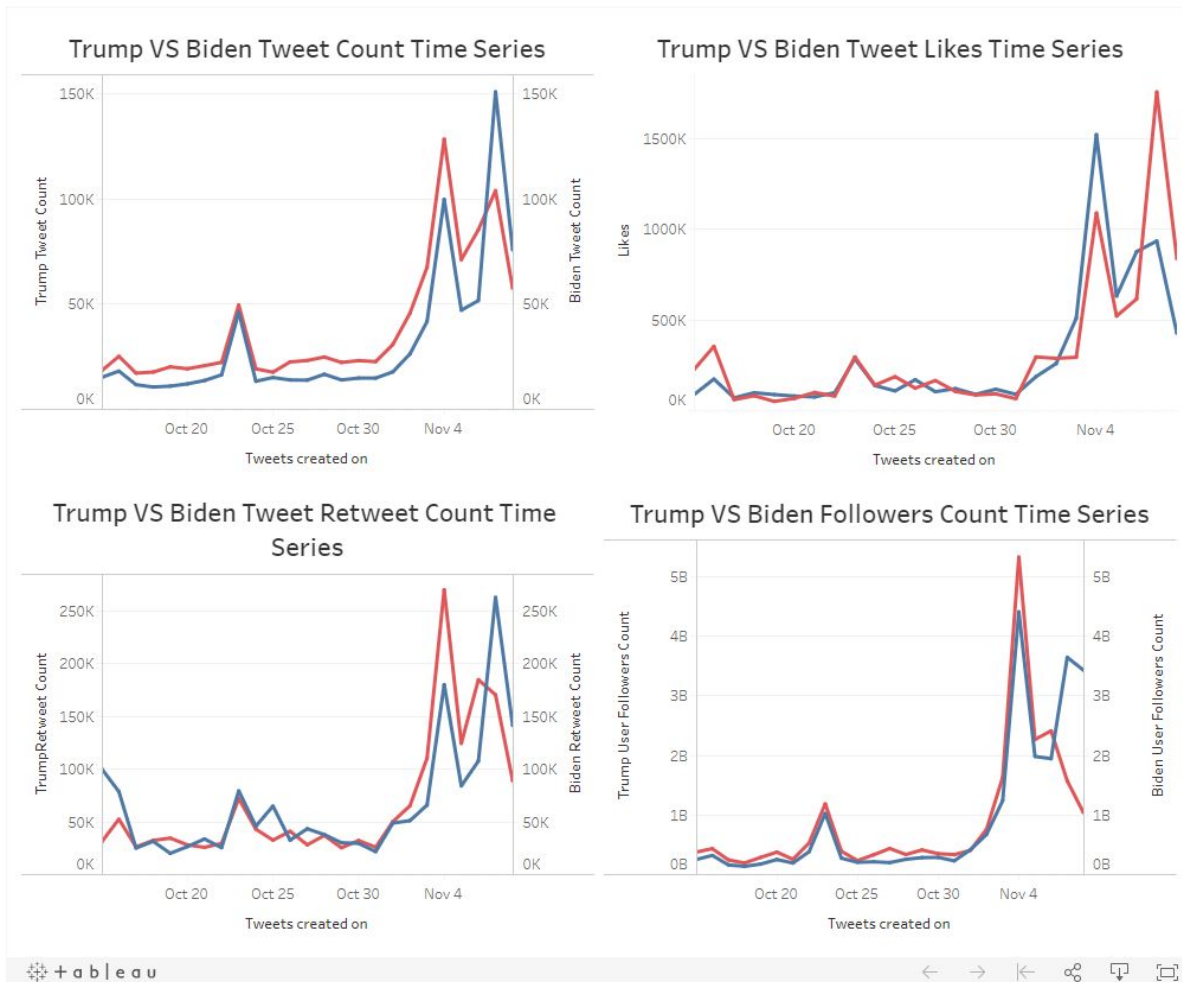 Trump VS Biden Tweet Count Time Series
150K
100K
50K
0K
Trump Tweet Count
150K
100K
50K
0K
Biden Tweet Count
Oct 20
Oct 25
Oct 30
Nov 4
Tweets created on
Trump VS Biden Tweet Likes Time Series
1500K
1000K
500K
0K
Likes
Oct 20
Oct 25
Oct 30
Nov 4
Tweets created on
Trump VS Biden Tweet Retweet Count Time
Series
250K
200K
150K
100K
50K
0K
TrumpRetweet Count
250K
200K
150K
100K
50K
0K
Biden Retweet Count
Oct 20
Oct 25
Oct 30
Nov 4
Tweets created on
Trump VS Biden Followers Count Time Series
5B
4B
3B
2B
1B
0B
Trump User Followers Count
5B
4B
3B
2B
1B
0B
Biden User Followers Count
Oct 20
Oct 25
Oct 30
Nov 4
Tweets created on
+ a b l e a u